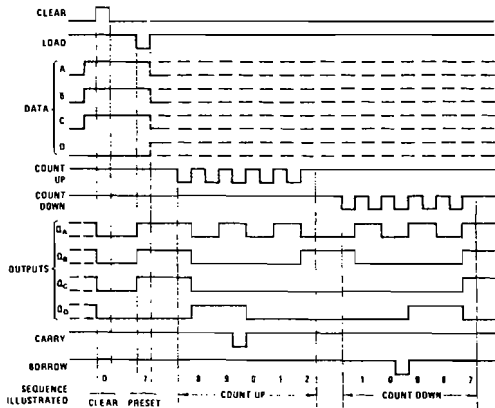 CLEAR
LOAD
A
B
DATA
C
D
COUNT
UP
COUNT
DOWN
QA
QB
OUTPUTS
QC
QD
CARRY
BORROW
0 7 8 9 0 1 2 1 0 9 8 7
SEQUENCE
ILLUSTRATED
CLEAR PRESET COUNT UP COUNT DOWN